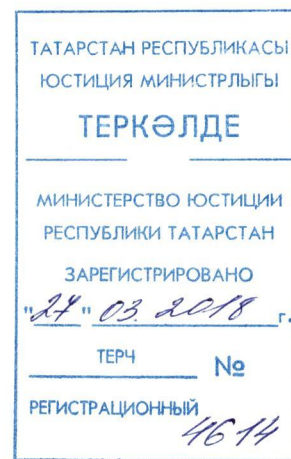 ТАТАРСТАН РЕСПУБЛИКАСЫ
ЮСТИЦИЯ МИНИСТРЛЫГЫ
ТЕРКӘЛДЕ
МИНИСТЕРСТВО ЮСТИЦИИ
РЕСПУБЛИКИ ТАТАРСТАН
ЗАРЕГИСТРИРОВАНО
"27" 03. 2018 г.
ТЕРЧ №
РЕГИСТРАЦИОННЫЙ
4614